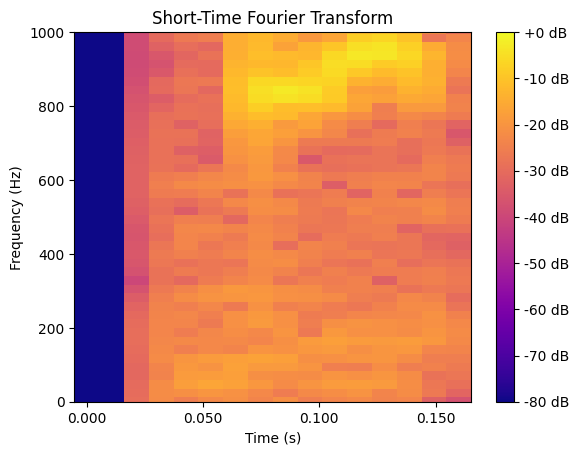 Short-Time Fourier Transform
1000
800
600
400
200
0
Frequency (Hz)
0.000
0.050
0.100
0.150
Time (s)
+0 dB
-10 dB
-20 dB
-30 dB
-40 dB
-50 dB
-60 dB
-70 dB
-80 dB